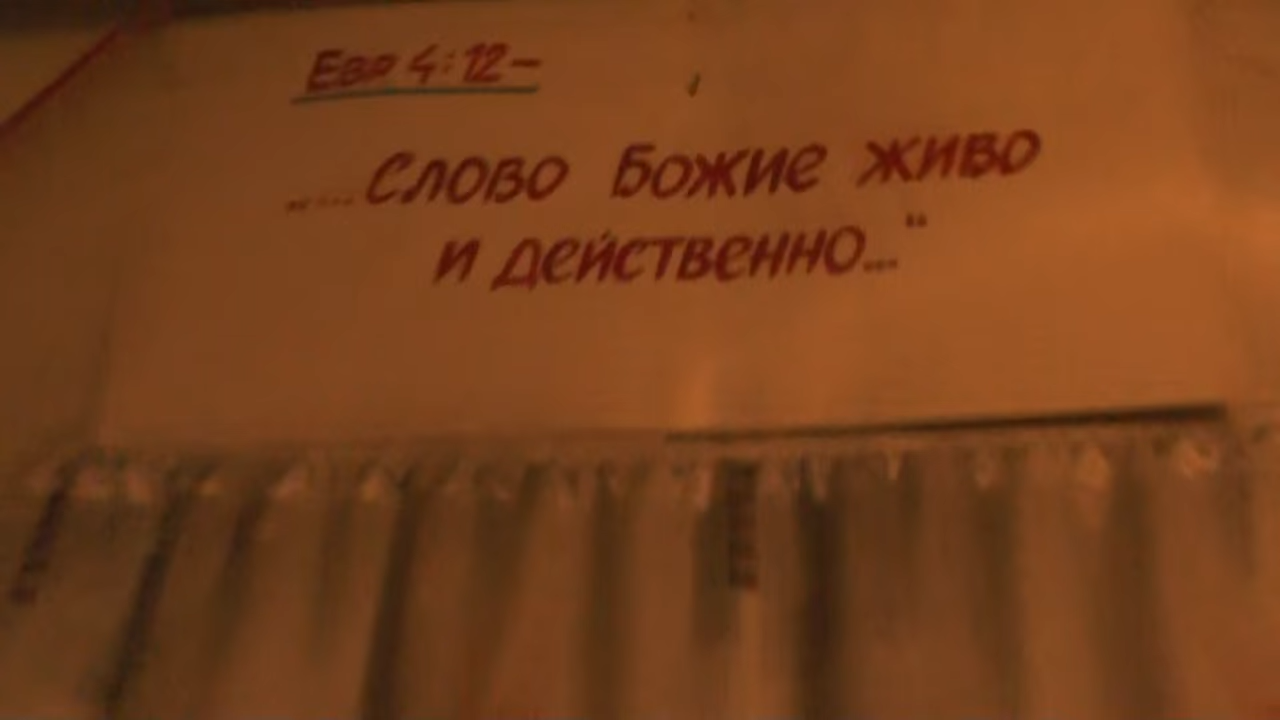 Евр 4:12–
„...Слово Божие живо
и действенно...“